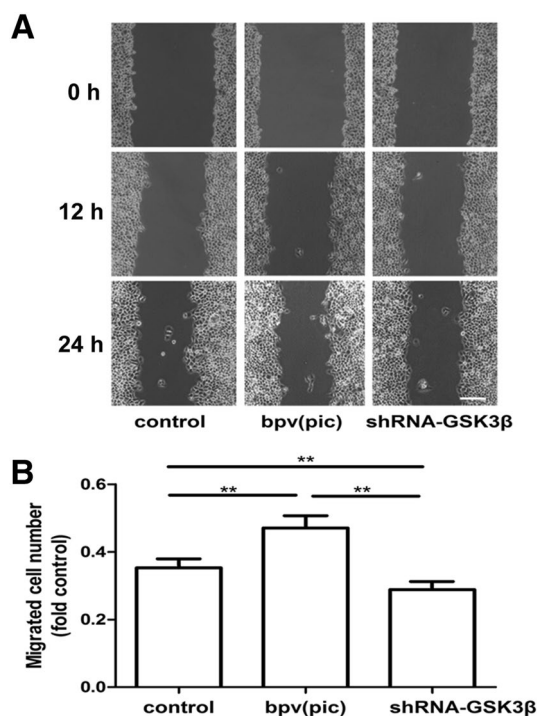 A
0 h
12 h
24 h
control bpv(pic) shRNA-GSK3β
B
Migrated cell number
(fold control)
0.6
0.4
0.2
0.0
**
** **
control bpv(pic) shRNA-GSK3β